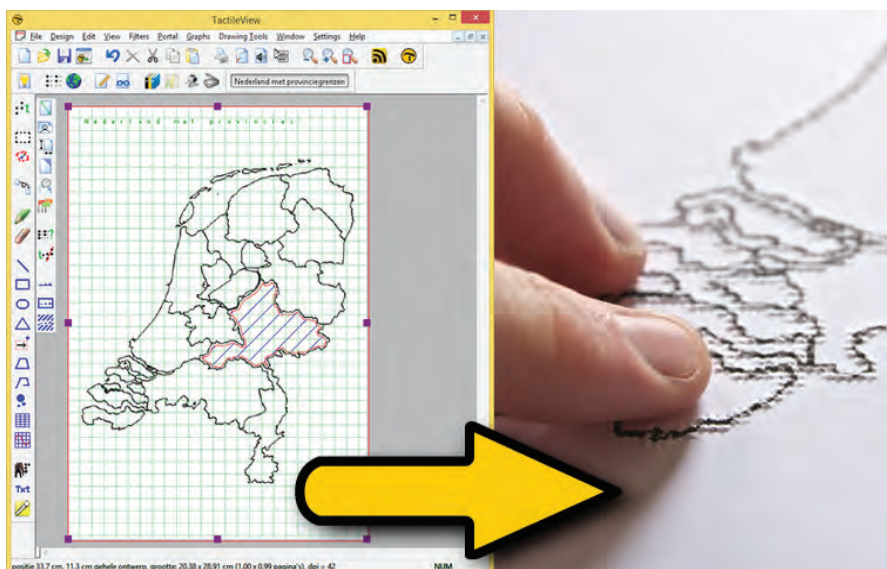 TactileView
File Design Edit View Filters Portal Graphs Drawing Tools Window Settings Help
Nederland met provinciegrenzen
Nederland met provincies
Txt
positie 33.7 cm, 11.3 cm gehele ontwerp, grootte: 20.38 x 28.91 cm (1.00 x 0.99 pagina's), dpi = 42 NUM